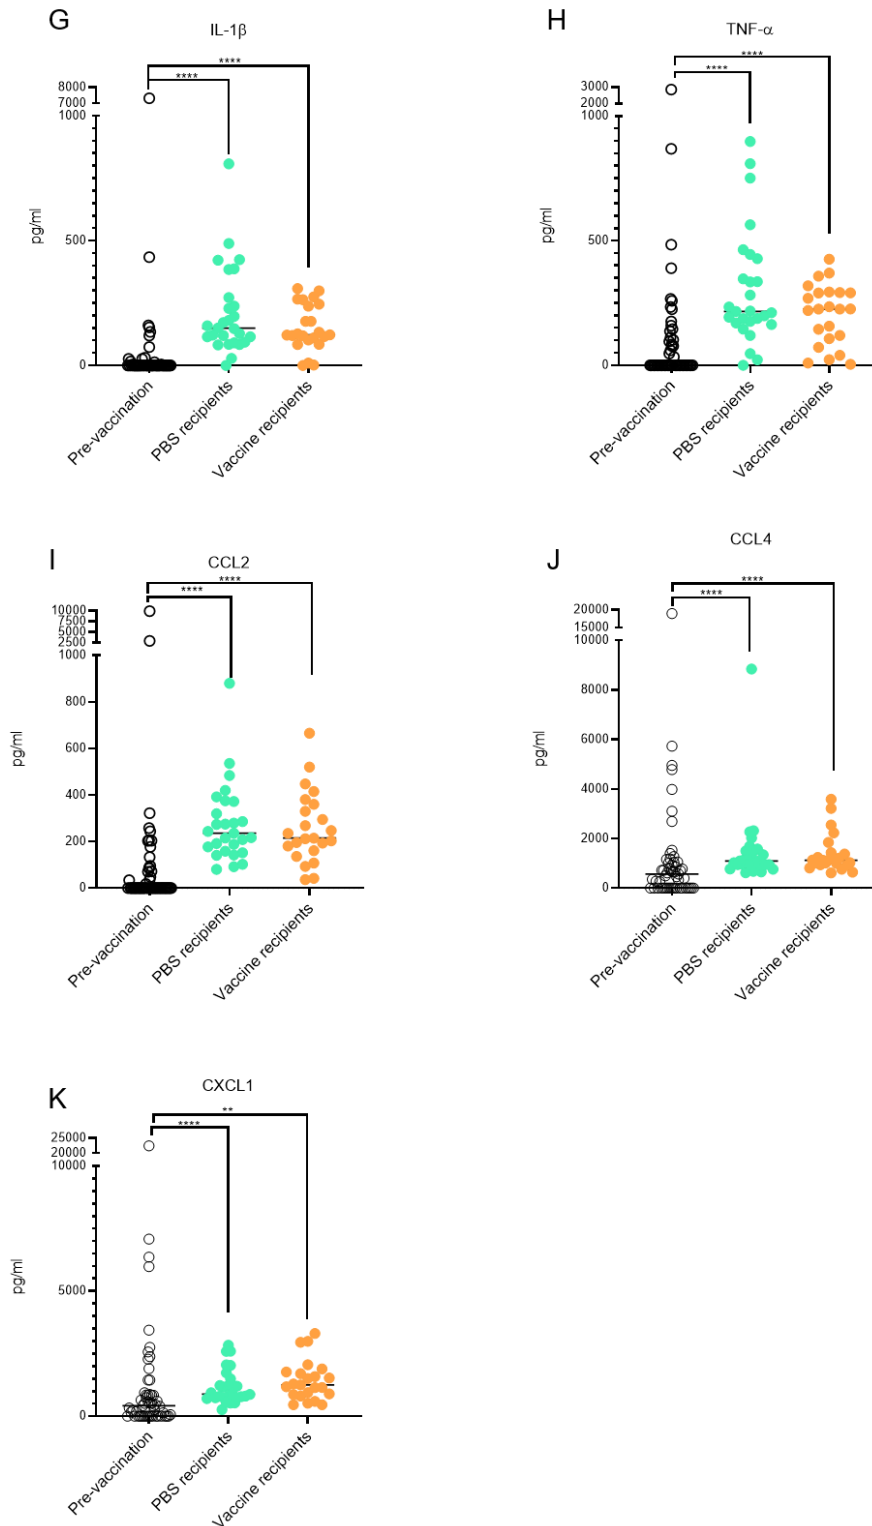 G
IL-1β
****
****
8000
7000
1000
500
0
pg/ml
Pre-vaccination
PBS recipients
Vaccine recipients
H
TNF-α
****
****
3000
2000
1000
500
0
pg/ml
Pre-vaccination
PBS recipients
Vaccine recipients
I
CCL2
****
****
10000
7500
5000
2500
1000
800
600
400
200
0
pg/ml
Pre-vaccination
PBS recipients
Vaccine recipients
J
CCL4
****
****
20000
15000
10000
8000
6000
4000
2000
0
pg/ml
Pre-vaccination
PBS recipients
Vaccine recipients
K
CXCL1
**
****
25000
20000
10000
5000
0
pg/ml
Pre-vaccination
PBS recipients
Vaccine recipients